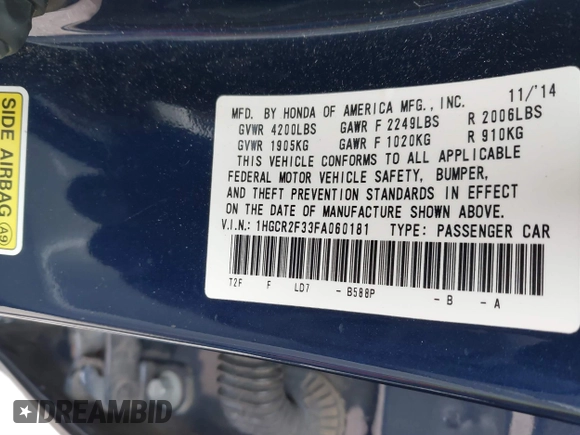 11/'14
MFD. BY HONDA OF AMERICA MFG., INC.
GVWR 4200LBS GAWR F 2249LBS R 2006LBS
GVWR 1905KG GAWR F 1020KG R 910KG
THIS VEHICLE CONFORMS TO ALL APPLICABLE
FEDERAL MOTOR VEHICLE SAFETY, BUMPER,
AND THEFT PREVENTION STANDARDS IN EFFECT
ON THE DATE OF MANUFACTURE SHOWN ABOVE.
V.I.N.: 1HGCR2F33FA060181 TYPE: PASSENGER CAR
T2F F LD7 - B588P - B - A
SIDE AIRBAG A9
DREAMBID